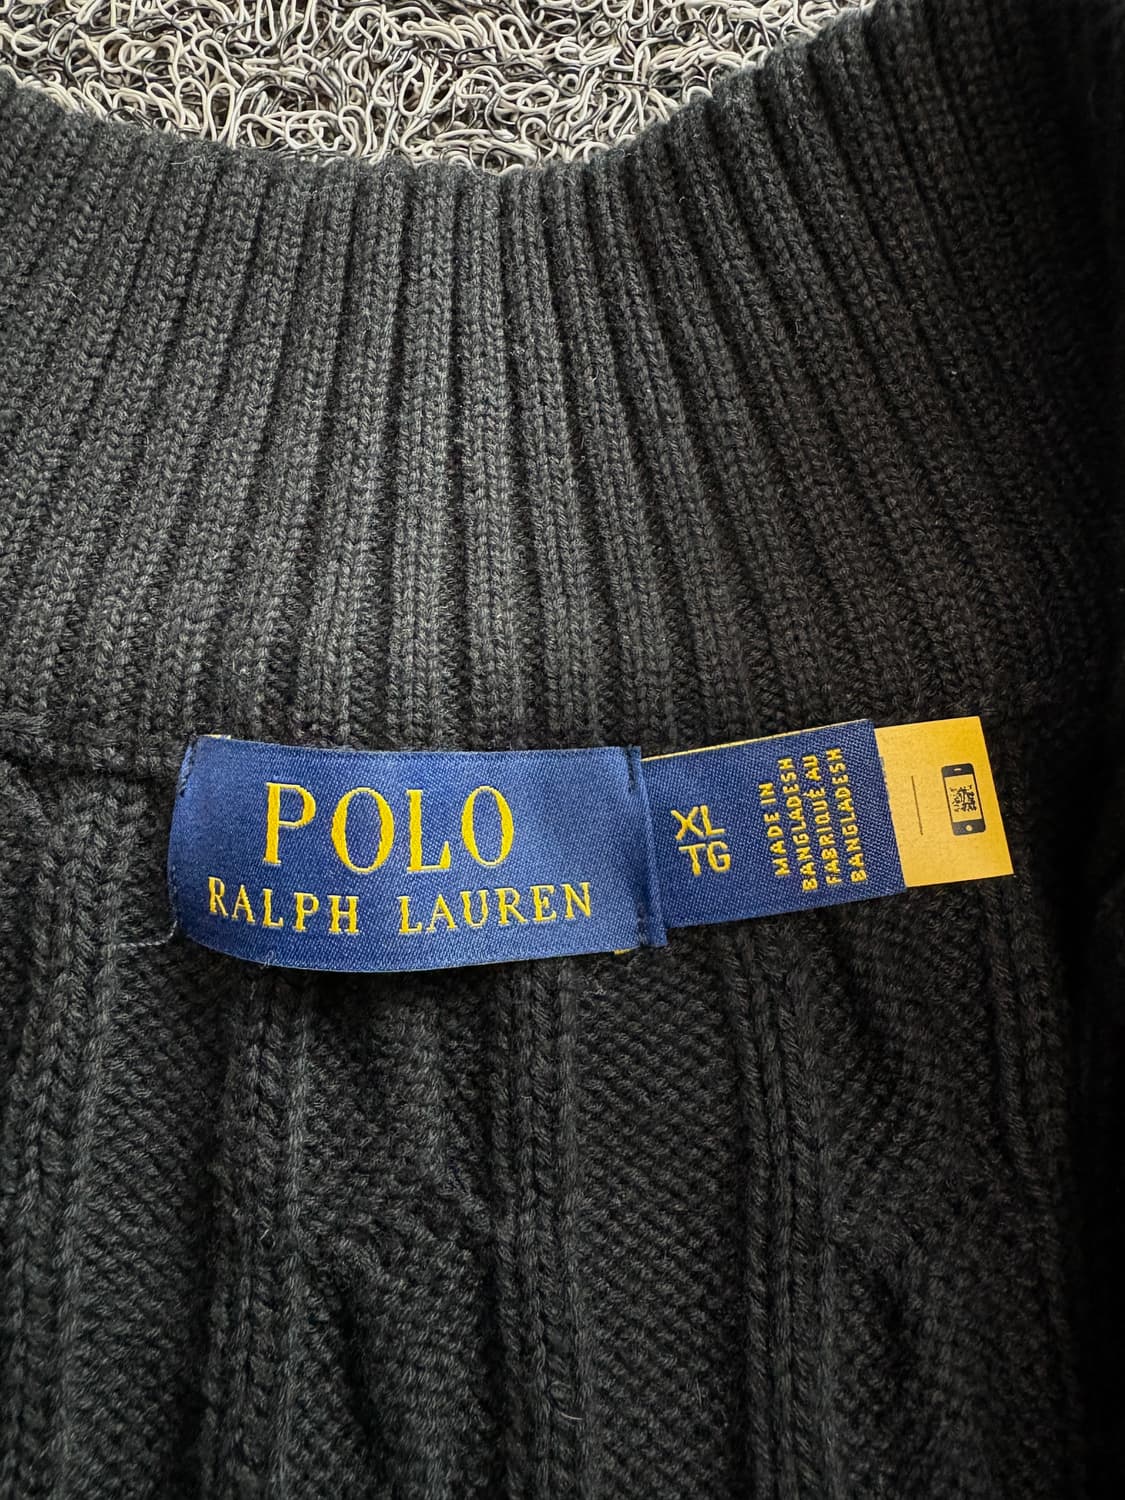 POLO
RALPH LAUREN
XL
TG
MADE IN
BANGLADESH
FABRIQUÉ AU
BANGLADESH